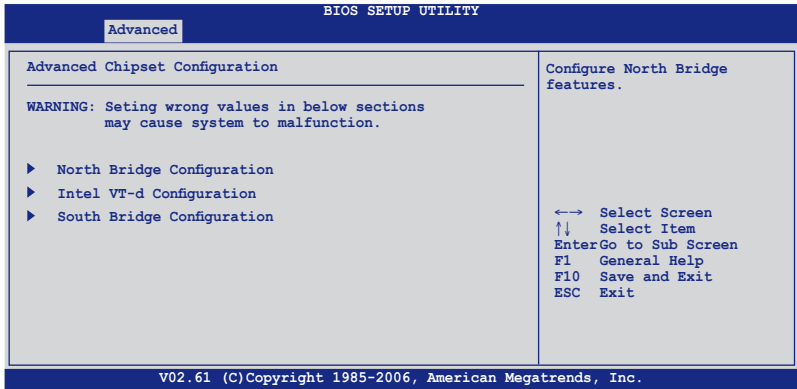 BIOS SETUP UTILITY
Advanced
Advanced Chipset Configuration
WARNING: Seting wrong values in below sections
may cause system to malfunction.
North Bridge Configuration
Intel VT-d Configuration
South Bridge Configuration
Configure North Bridge
features.
←→ Select Screen
↑↓ Select Item
Enter Go to Sub Screen
F1 General Help
F10 Save and Exit
ESC Exit
V02.61 (C)Copyright 1985-2006, American Megatrends, Inc.